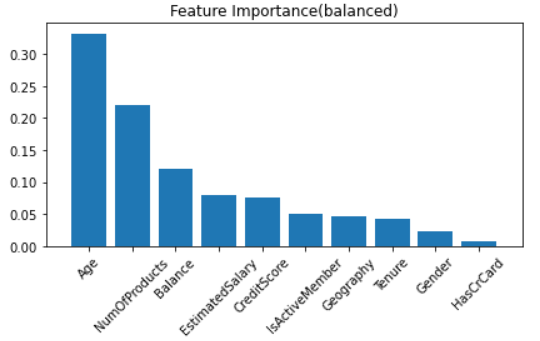 Feature Importance(balanced)
0.30
0.25
0.20
0.15
0.10
0.05
0.00
Age
NumOfProducts
Balance
EstimatedSalary
CreditScore
IsActiveMember
Geography
Tenure
Gender
HasCrCard